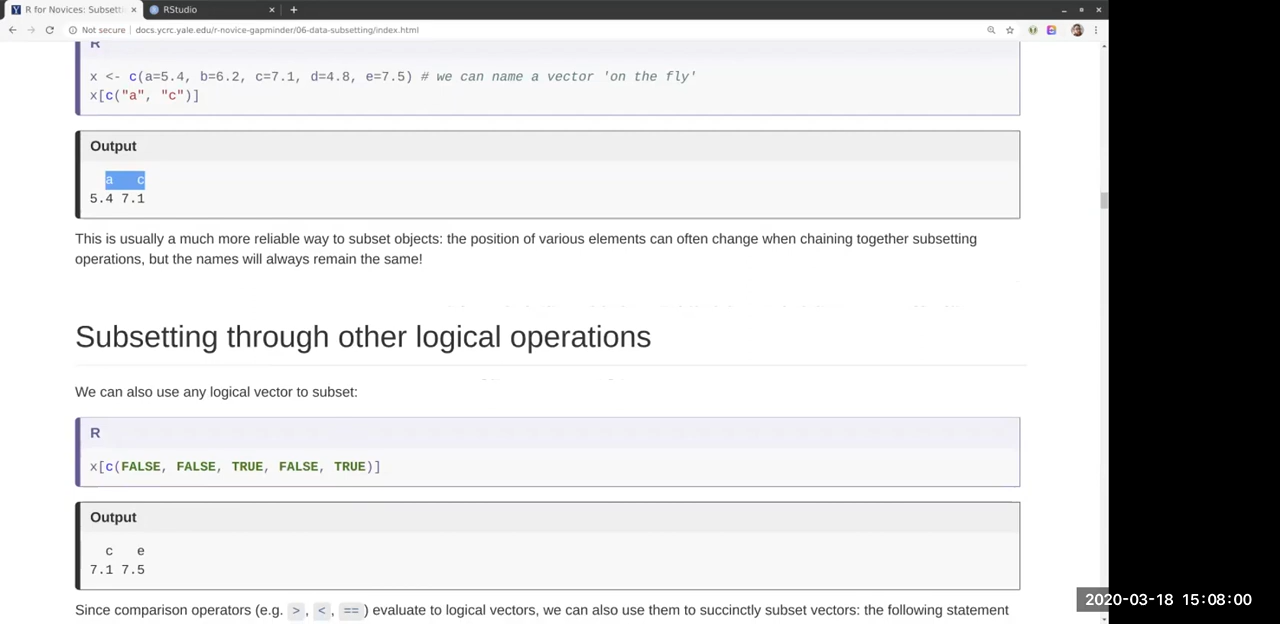 R for Novices: Subsetti
RStudio
Not secure | docs.ycrc.yale.edu/r-novice-gapminder/06-data-subsetting/index.html
R
x <- c(a=5.4, b=6.2, c=7.1, d=4.8, e=7.5) # we can name a vector 'on the fly'
x[c("a", "c")]
Output
a c
5.4 7.1
This is usually a much more reliable way to subset objects: the position of various elements can often change when chaining together subsetting
operations, but the names will always remain the same!
Subsetting through other logical operations
We can also use any logical vector to subset:
R
x[c(FALSE, FALSE, TRUE, FALSE, TRUE)]
Output
c e
7.1 7.5
Since comparison operators (e.g. >, <, ==) evaluate to logical vectors, we can also use them to succinctly subset vectors: the following statement
2020-03-18 15:08:00